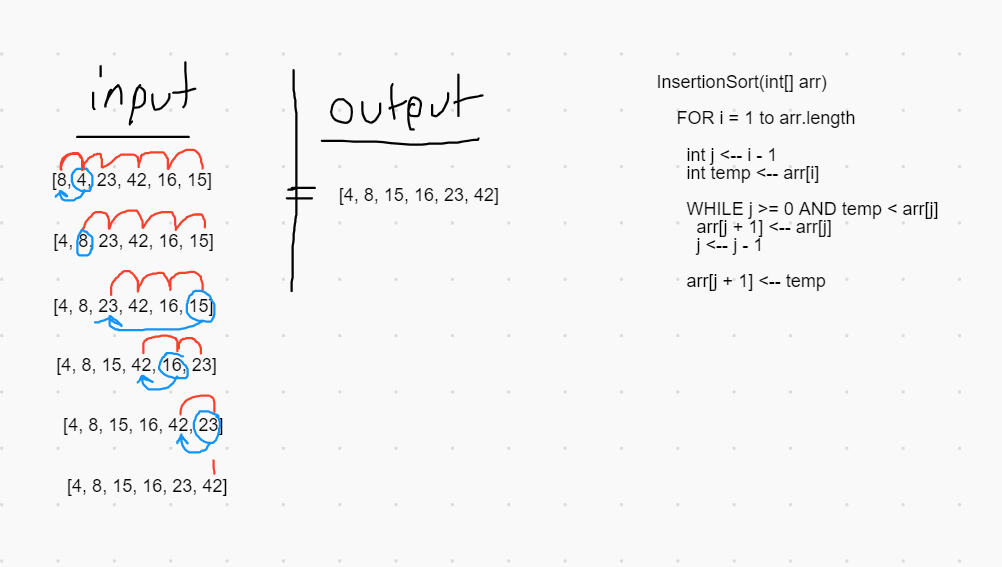 input
[8, 4, 23, 42, 16, 15]
[4, 8, 23, 42, 16, 15]
[4, 8, 23, 42, 16, 15]
[4, 8, 15, 42, 16, 23]
[4, 8, 15, 16, 42, 23]
[4, 8, 15, 16, 23, 42]
output
=
[4, 8, 15, 16, 23, 42]
InsertionSort(int[] arr)
FOR i = 1 to arr.length
int j <-- i - 1
int temp <-- arr[i]
WHILE j >= 0 AND temp < arr[j]
arr[j + 1] <-- arr[j]
j <-- j - 1
arr[j + 1] <-- temp